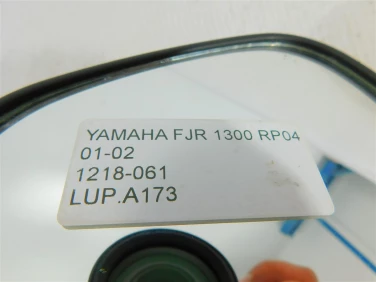 YAMAHA FJR 1300 RP04
01-02
1218-061
LUP.A173